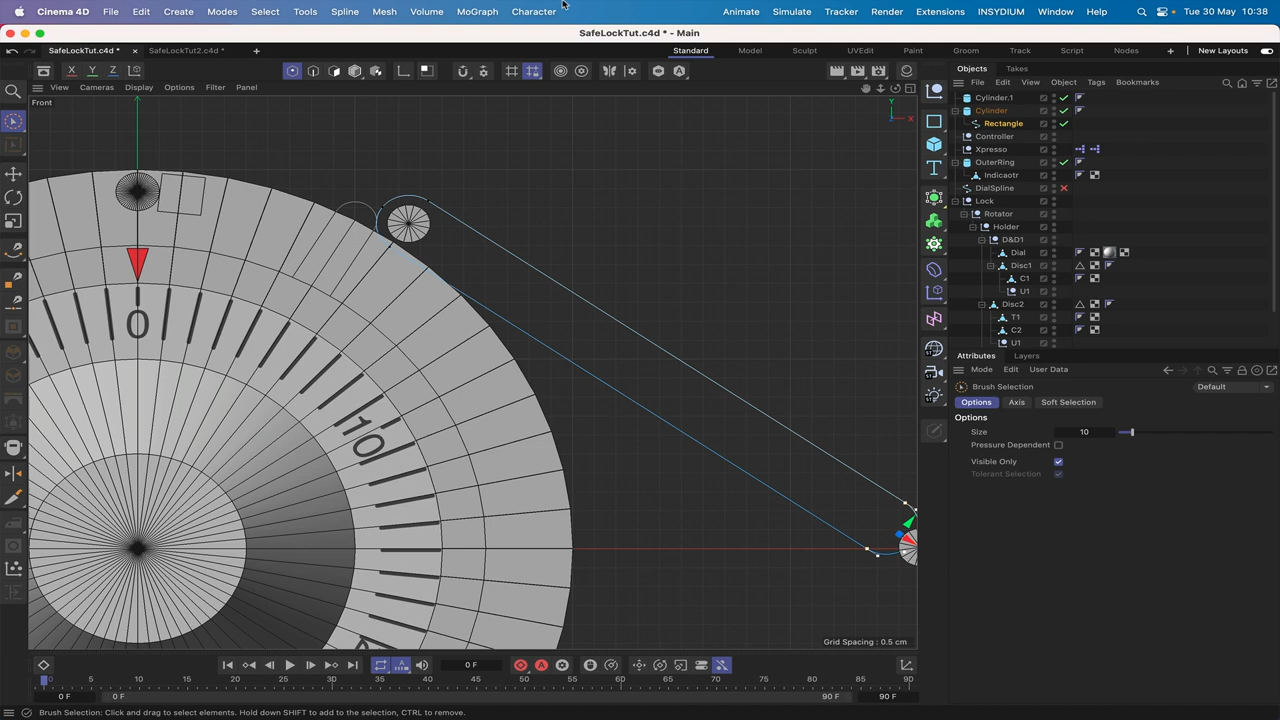 Cinema 4D File Edit Create Modes Select Tools Spline Mesh Volume MoGraph Character Animate Simulate Tracker Render Extensions INSYDIUM Window Help Tue 30 May 10:38
SafeLockTut.c4d * - Main
SafeLockTut.c4d * × SafeLockTut2.c4d * + Standard Model Sculpt UVEdit Paint Groom Track Script Nodes + New Layouts
X Y Z
Objects Takes
View Cameras Display Options Filter Panel
File Edit View Object Tags Bookmarks
Front
Y
X
Cylinder.1
Cylinder
Rectangle
Controller
Xpresso
OuterRing
Indicaotr
DialSpline
Lock
Rotator
Holder
D&D1
Dial
Disc1
C1
U1
Disc2
T1
C2
U1
0
10
Attributes Layers
Mode Edit User Data
Brush Selection Default
Options Axis Soft Selection
Options
Size 10
Pressure Dependent
Visible Only
Tolerant Selection
Grid Spacing : 0.5 cm
0 F
0 5 10 15 20 25 30 35 40 45 50 55 60 65 70 75 80 85 90
0 F 0 F 90 F 90 F
Brush Selection: Click and drag to select elements. Hold down SHIFT to add to the selection, CTRL to remove.